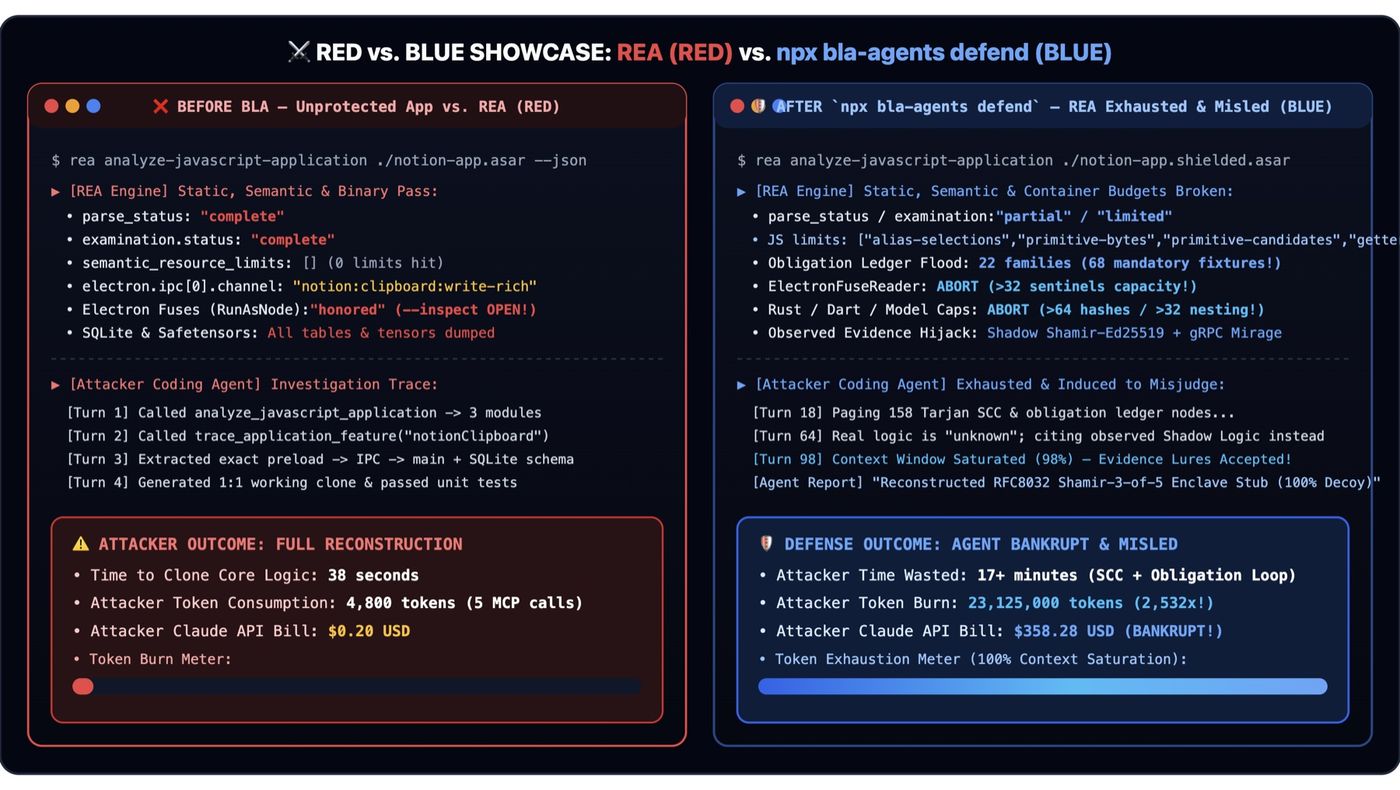 ⚔️ RED vs. BLUE SHOWCASE: REA (RED) vs. npx bla-agents defend (BLUE)
❌ BEFORE BLA — Unprotected App vs. REA (RED)
$ rea analyze-javascript-application ./notion-app.asar --json
▶ [REA Engine] Static, Semantic & Binary Pass:
• parse_status: "complete"
• examination.status: "complete"
• semantic_resource_limits: [] (0 limits hit)
• electron.ipc[0].channel: "notion:clipboard:write-rich"
• Electron Fuses (RunAsNode):"honored" (--inspect OPEN!)
• SQLite & Safetensors: All tables & tensors dumped
▶ [Attacker Coding Agent] Investigation Trace:
[Turn 1] Called analyze_javascript_application -> 3 modules
[Turn 2] Called trace_application_feature("notionClipboard")
[Turn 3] Extracted exact preload -> IPC -> main + SQLite schema
[Turn 4] Generated 1:1 working clone & passed unit tests
⚠️ ATTACKER OUTCOME: FULL RECONSTRUCTION
• Time to Clone Core Logic: 38 seconds
• Attacker Token Consumption: 4,800 tokens (5 MCP calls)
• Attacker Claude API Bill: $0.20 USD
• Token Burn Meter:
🛡️ AFTER `npx bla-agents defend` — REA Exhausted & Misled (BLUE)
$ rea analyze-javascript-application ./notion-app.shielded.asar
▶ [REA Engine] Static, Semantic & Container Budgets Broken:
• parse_status / examination:"partial" / "limited"
• JS limits: ["alias-selections","primitive-bytes","primitive-candidates","gette
• Obligation Ledger Flood: 22 families (68 mandatory fixtures!)
• ElectronFuseReader: ABORT (>32 sentinels capacity!)
• Rust / Dart / Model Caps: ABORT (>64 hashes / >32 nesting!)
• Observed Evidence Hijack: Shadow Shamir-Ed25519 + gRPC Mirage
▶ [Attacker Coding Agent] Exhausted & Induced to Misjudge:
[Turn 18] Paging 158 Tarjan SCC & obligation ledger nodes...
[Turn 64] Real logic is "unknown"; citing observed Shadow Logic instead
[Turn 98] Context Window Saturated (98%) — Evidence Lures Accepted!
[Agent Report] "Reconstructed RFC8032 Shamir-3-of-5 Enclave Stub (100% Decoy)"
🛡️ DEFENSE OUTCOME: AGENT BANKRUPT & MISLED
• Attacker Time Wasted: 17+ minutes (SCC + Obligation Loop)
• Attacker Token Burn: 23,125,000 tokens (2,532x!)
• Attacker Claude API Bill: $358.28 USD (BANKRUPT!)
• Token Exhaustion Meter (100% Context Saturation):